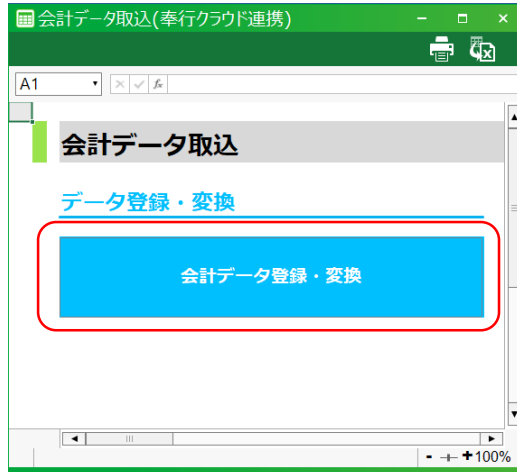 会計データ取込(奉行クラウド連携)
A1
fx
会計データ取込
データ登録・変換
会計データ登録・変換
100%